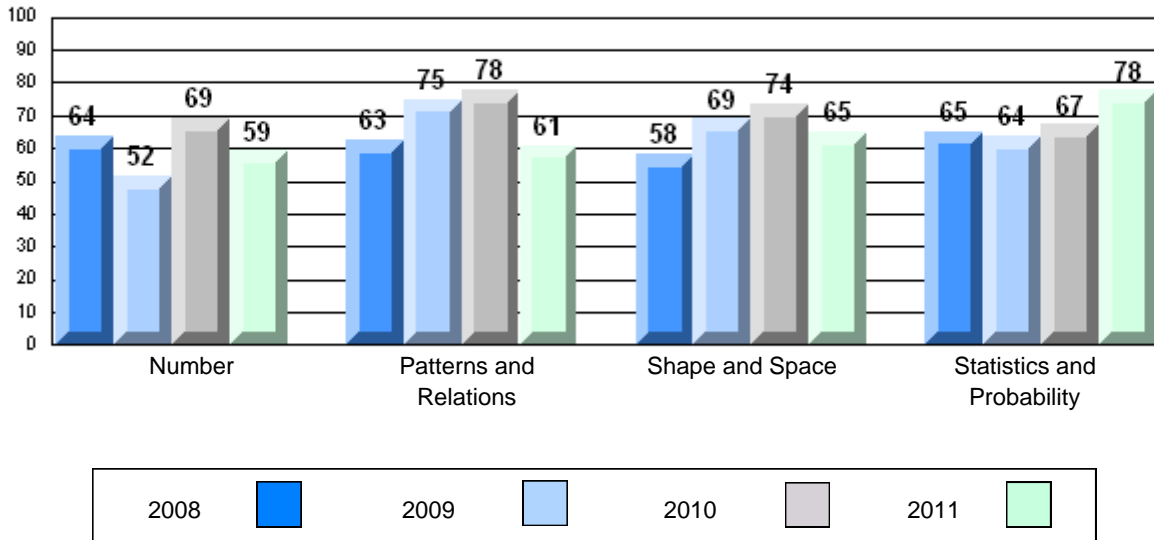 100
90
80
70
60
50
40
30
20
10
0
64 52 69 59
63 75 78 61
58 69 74 65
65 64 67 78
Number
Patterns and
Relations
Shape and Space
Statistics and
Probability
2008 2009 2010 2011